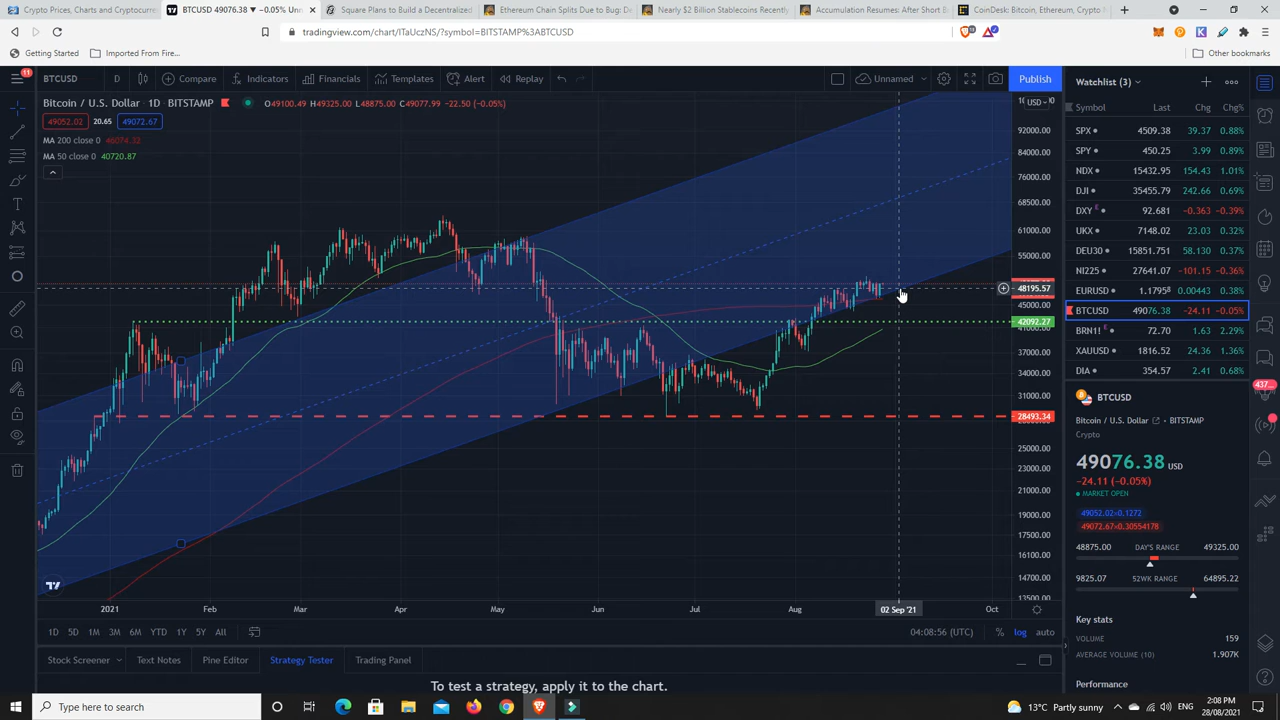 Crypto Prices, Charts and Cryptocurr
BTCUSD 49076.38 ▼ −0.05% Unn
Square Plans to Build a Decentralized
Ethereum Chain Splits Due to Bug: De
Nearly $2 Billion Stablecoins Recently
Accumulation Resumes: After Short B
CoinDesk: Bitcoin, Ethereum, Crypto
tradingview.com/chart/ITaUczNS/?symbol=BITSTAMP%3ABTCUSD
Getting Started
Imported From Fire...
Other bookmarks
11
BTCUSD
D
Compare
Indicators
Financials
Templates
Alert
Replay
Unnamed
Publish
Watchlist (3)
Bitcoin / U.S. Dollar · 1D · BITSTAMP
O49100.49 H49325.00 L48875.00 C49077.99 −22.50 (−0.05%)
49052.02 20.65 49072.67
MA 200 close 0
MA 50 close 0 40720.87
USD
92000.00
84000.00
76000.00
68500.00
61000.00
55000.00
48195.57
45000.00
42092.27
37000.00
34000.00
31000.00
28493.34
25000.00
23000.00
21000.00
19000.00
17500.00
16100.00
14700.00
13500.00
2021 Feb Mar Apr May Jun Jul Aug 02 Sep '21 Oct
Symbol Last Chg Chg%
SPX 4509.38 39.37 0.88%
SPY E 450.25 3.99 0.89%
NDX 15432.95 154.43 1.01%
DJI 35455.79 242.66 0.69%
DXY E 92.681 −0.363 −0.39%
UKX 7148.02 23.03 0.32%
DEU30 15851.751 58.130 0.37%
NI225 27641.07 −101.15 −0.36%
EURUSD 1.17958 0.00443 0.38%
BTCUSD 49076.38 −24.11 −0.05%
BRN1! E 72.70 1.63 2.29%
XAUUSD 1816.52 24.36 1.36%
DIA 354.57 2.41 0.68%
437
BTCUSD
Bitcoin / U.S. Dollar · BITSTAMP
Crypto
49076.38 USD
−24.11 (−0.05%)
MARKET OPEN
49052.02×0.1272
49072.67×0.30554178
48875.00 DAY'S RANGE 49325.00
9825.07 52WK RANGE 64895.22
Key stats
VOLUME 159
AVERAGE VOLUME (10) 1.907K
Performance
1D 5D 1M 3M 6M YTD 1Y 5Y All
04:08:56 (UTC) % log auto
Stock Screener
Text Notes
Pine Editor
Strategy Tester
Trading Panel
To test a strategy, apply it to the chart.
Type here to search
13°C Partly sunny
2:08 PM
28/08/2021